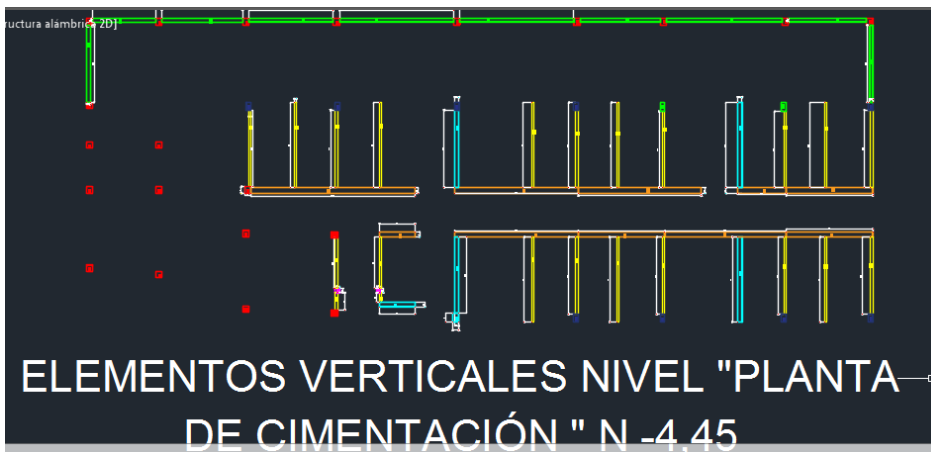 ructura alámbrica 2D]
ELEMENTOS VERTICALES NIVEL "PLANTA
DE CIMENTACIÓN " N -4,45